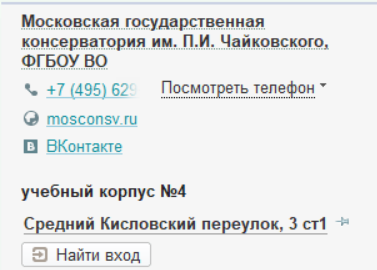 Московская государственная
консерватория им. П.И. Чайковского,
ФГБОУ ВО
+7 (495) 629 Посмотреть телефон
mosconsv.ru
ВКонтакте
учебный корпус №4
Средний Кисловский переулок, 3 ст1
Найти вход